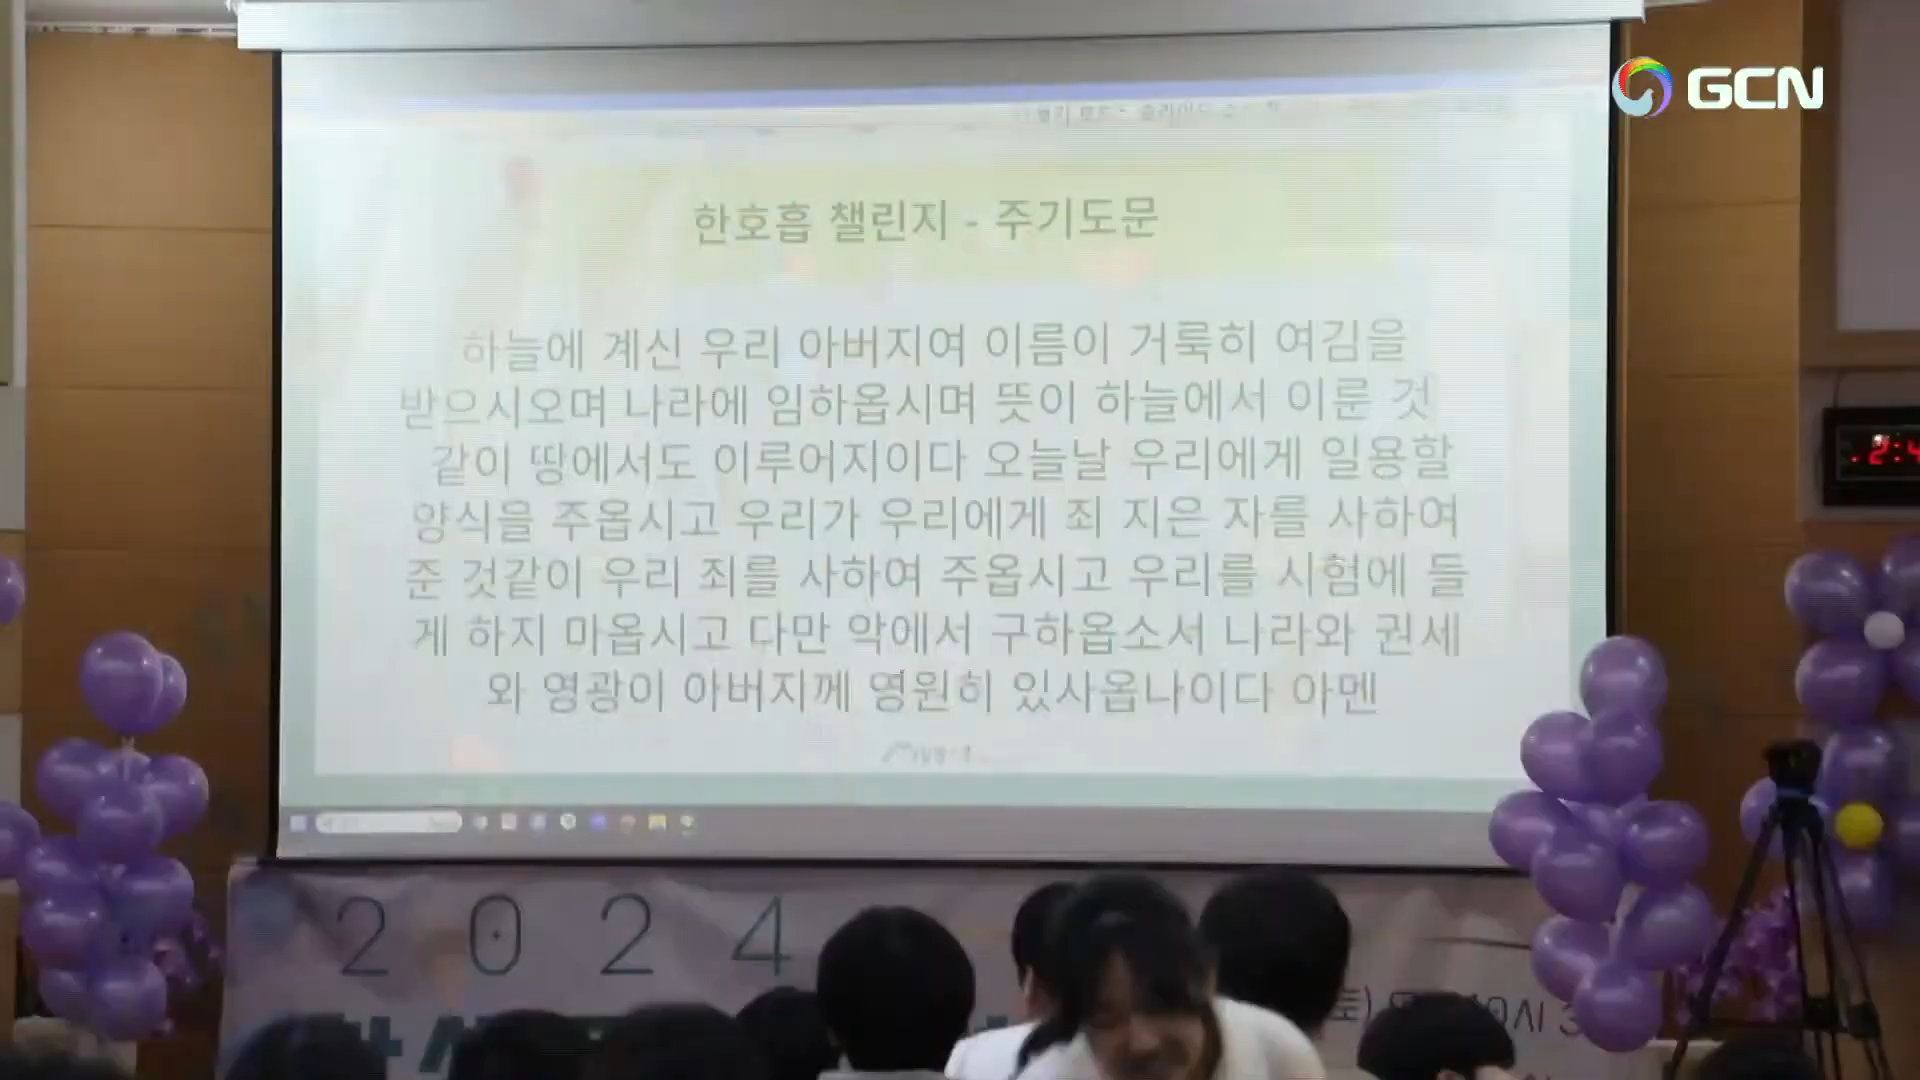 GCN
한호흡 챌린지 - 주기도문
하늘에 계신 우리 아버지여 이름이 거룩히 여김을
받으시오며 나라에 임하옵시며 뜻이 하늘에서 이룬 것
같이 땅에서도 이루어지이다 오늘날 우리에게 일용할
양식을 주옵시고 우리가 우리에게 죄 지은 자를 사하여
준 것같이 우리 죄를 사하여 주옵시고 우리를 시험에 들
게 하지 마옵시고 다만 악에서 구하옵소서 나라와 권세
와 영광이 아버지께 영원히 있사옵나이다 아멘
2024